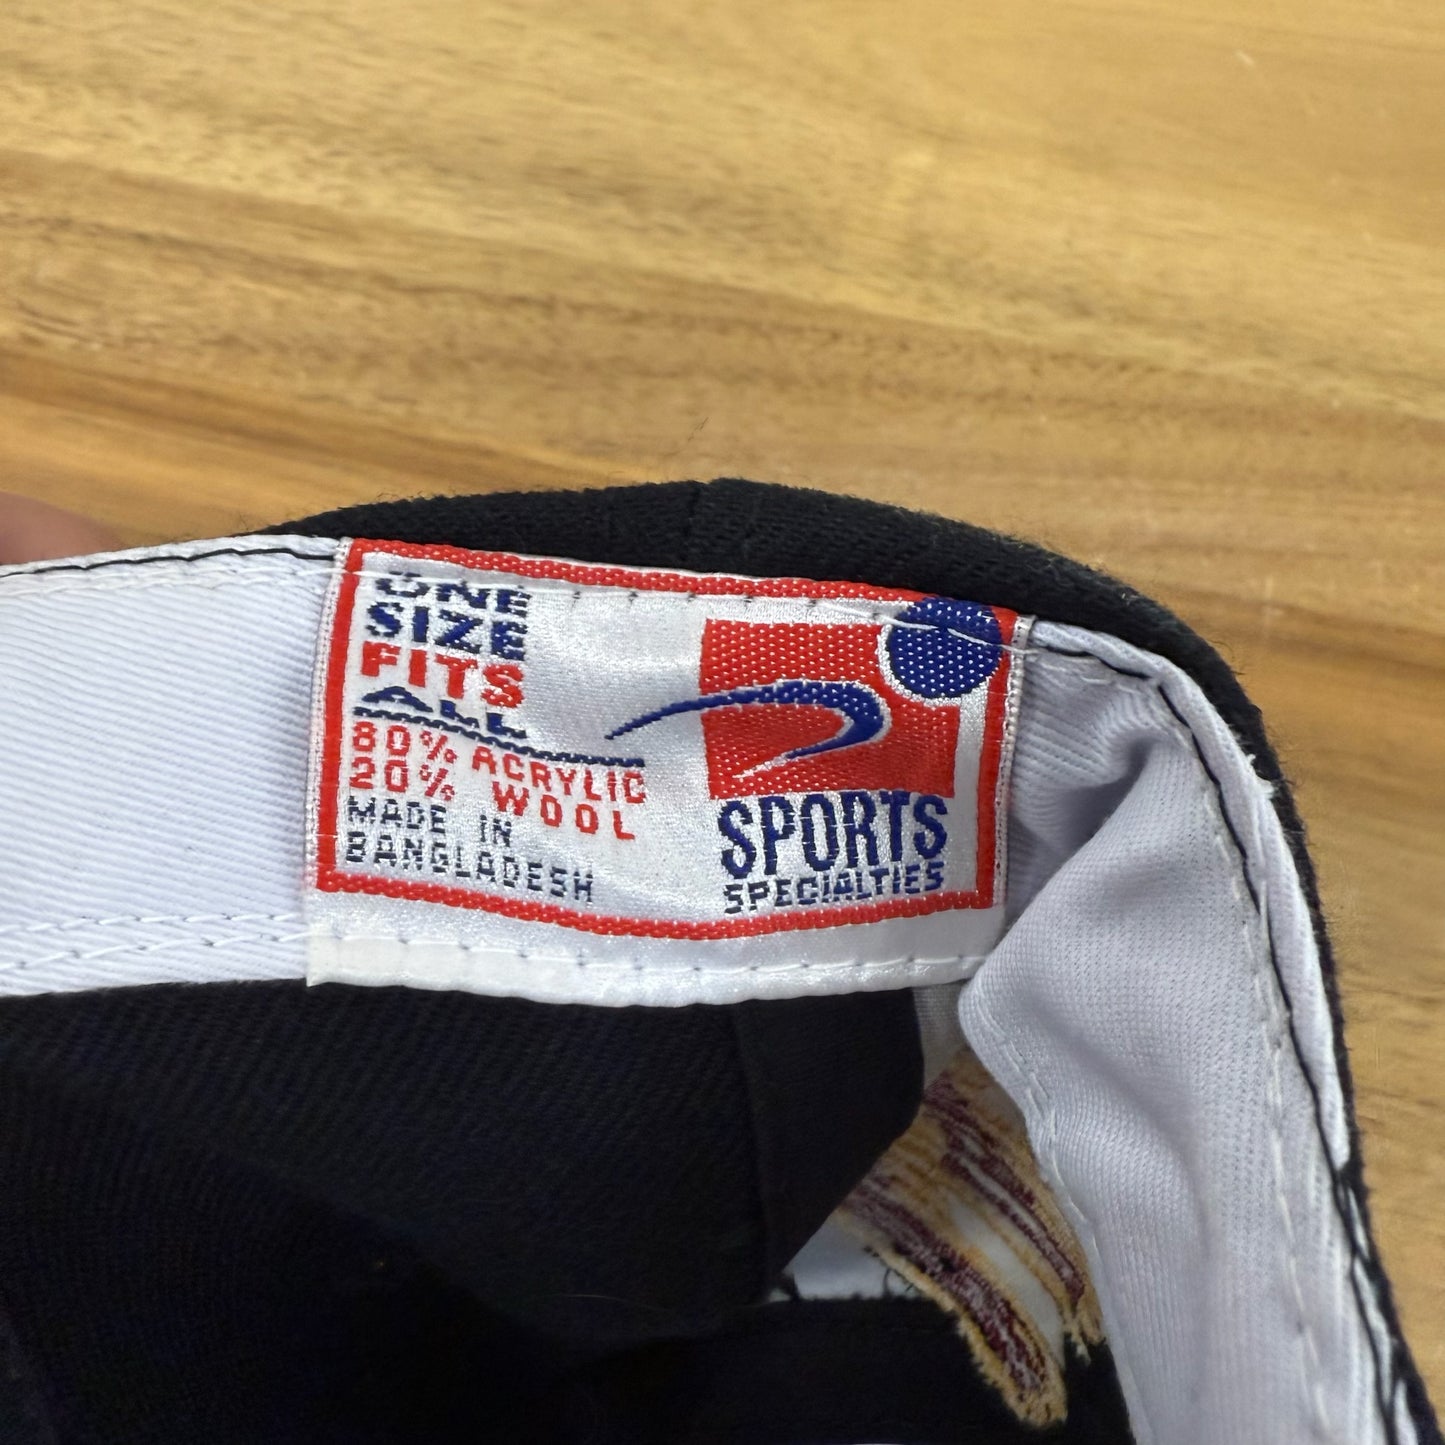 ONE
SIZE
FITS
ALL
80% ACRYLIC
20% WOOL
MADE IN
BANGLADESH
SPORTS
SPECIALTIES